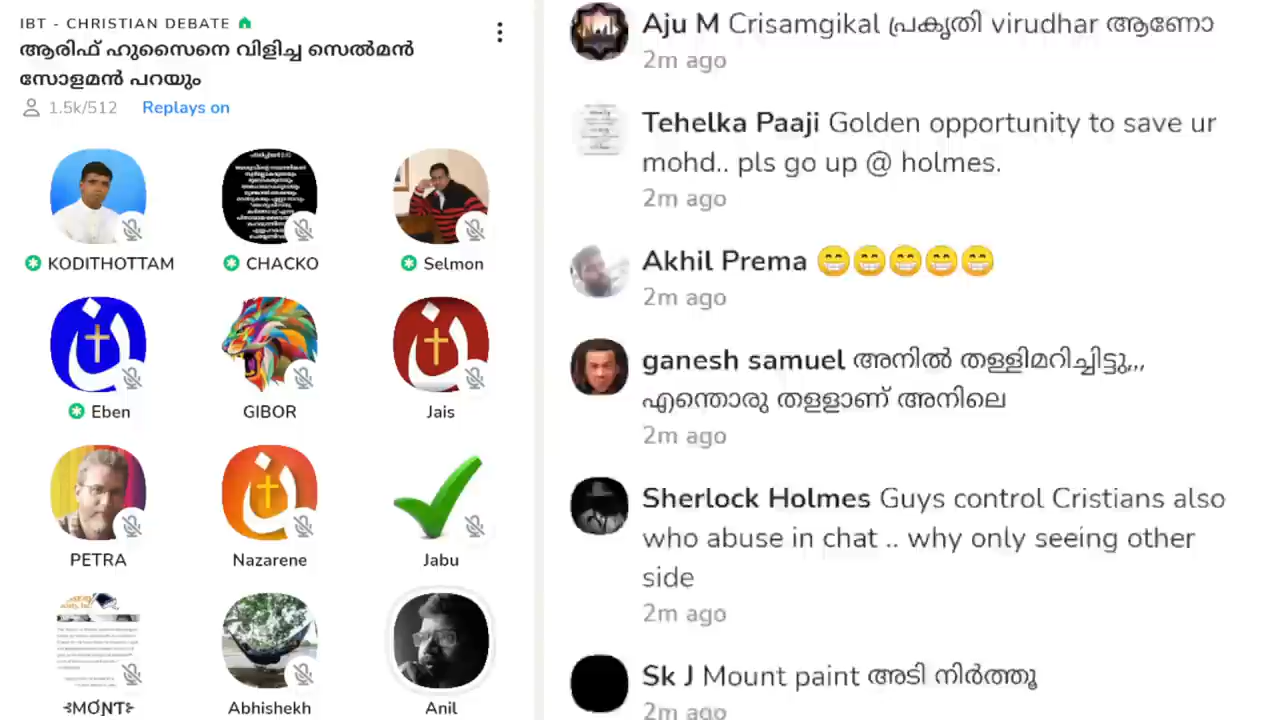 IBT - CHRISTIAN DEBATE
ആരിഫ് ഹുസൈനെ വിളിച്ച സെൽമൻ
സോളമൻ പറയും
1.5k/512 Replays on
KODITHOTTAM CHACKO Selmon
Eben GIBOR Jais
PETRA Nazarene Jabu
MONT Abhishekh Anil
Aju M Crisamgikal പ്രകൃതി virudhar ആണോ
2m ago
Tehelka Paaji Golden opportunity to save ur
mohd.. pls go up @ holmes.
2m ago
Akhil Prema 😁😁😁😁😁
2m ago
ganesh samuel അനിൽ തള്ളിമറിച്ചിട്ടു,,,
എന്തൊരു തളളാണ് അനിലെ
2m ago
Sherlock Holmes Guys control Cristians also
who abuse in chat .. why only seeing other
side
2m ago
Sk J Mount paint അടി നിർത്തൂ
2m ago